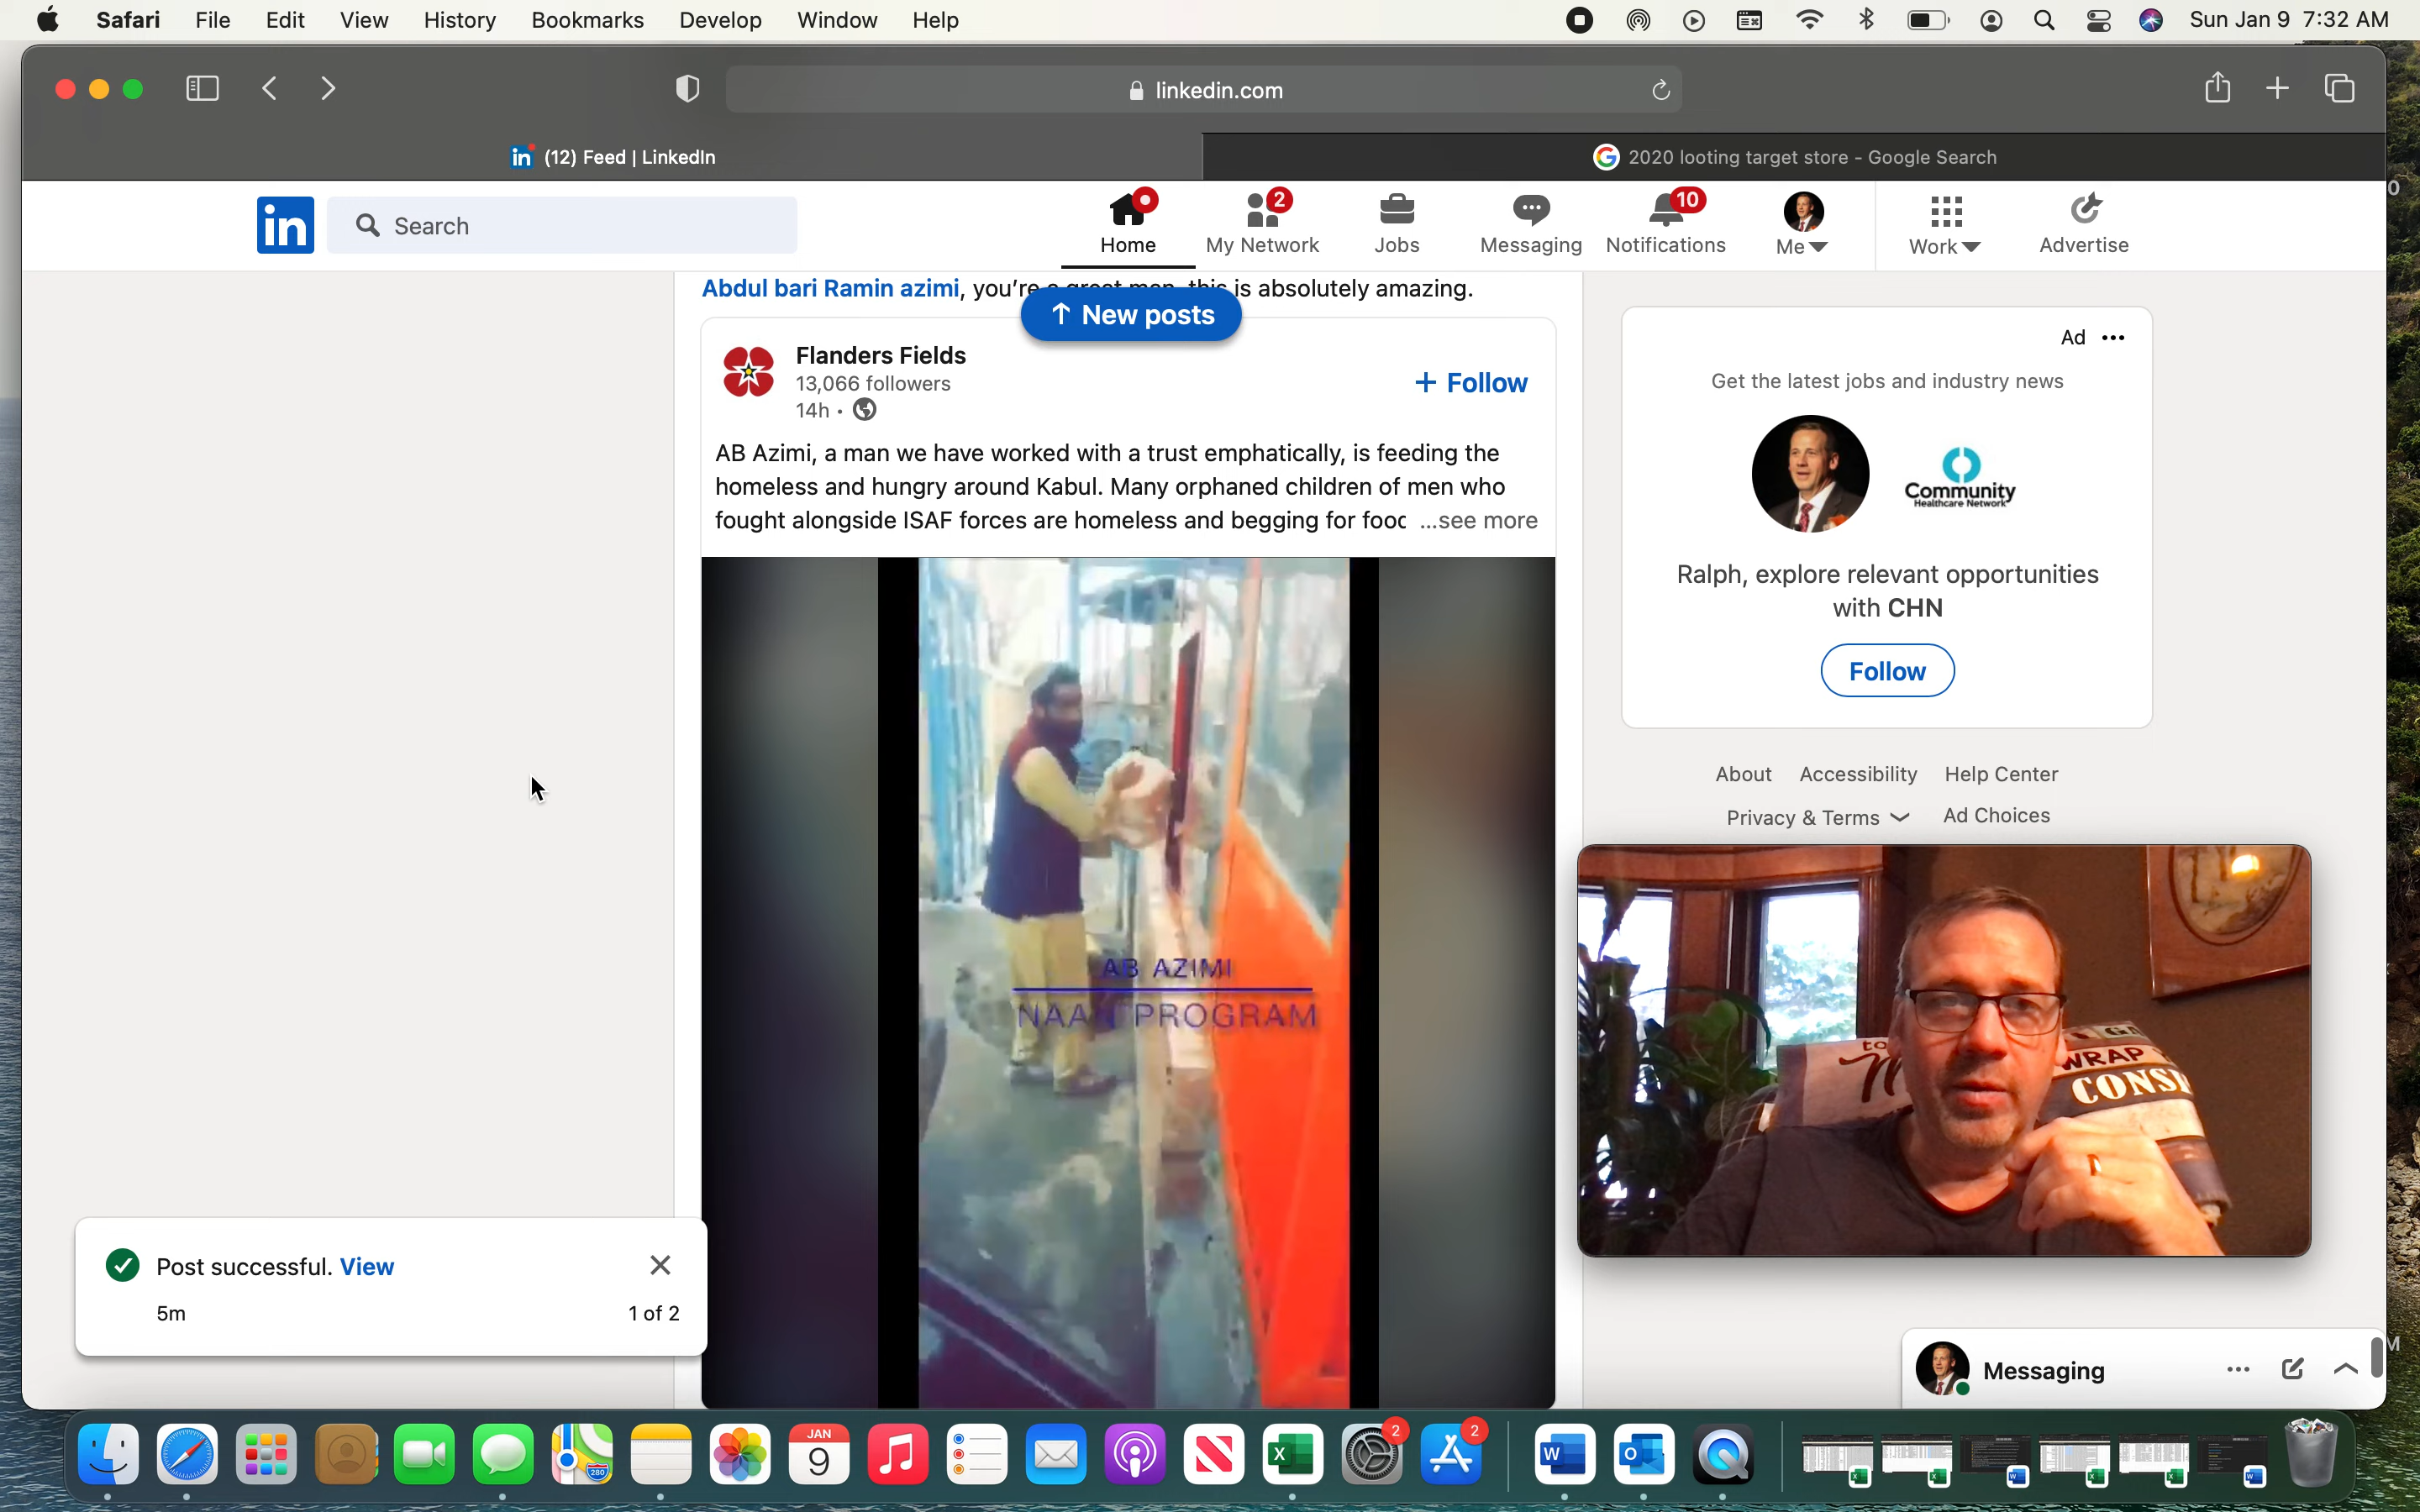 Safari File Edit View History Bookmarks Develop Window Help Sun Jan 9 7:32 AM
linkedin.com
(12) Feed | LinkedIn
2020 looting target store - Google Search
in
Search
2
10
Home My Network Jobs Messaging Notifications Me Work Advertise
Abdul bari Ramin azimi, you're a great man, this is absolutely amazing.
↑ New posts
Flanders Fields
13,066 followers
14h •
+ Follow
AB Azimi, a man we have worked with a trust emphatically, is feeding the
homeless and hungry around Kabul. Many orphaned children of men who
fought alongside ISAF forces are homeless and begging for food ...see more
AB AZIMI
NAAN PROGRAM
Ad
Get the latest jobs and industry news
Community
Healthcare Network
Ralph, explore relevant opportunities
with CHN
Follow
About Accessibility Help Center
Privacy & Terms Ad Choices
WRAP
CONS
Post successful. View
5m
1 of 2
Messaging
JAN
9
280
2
2